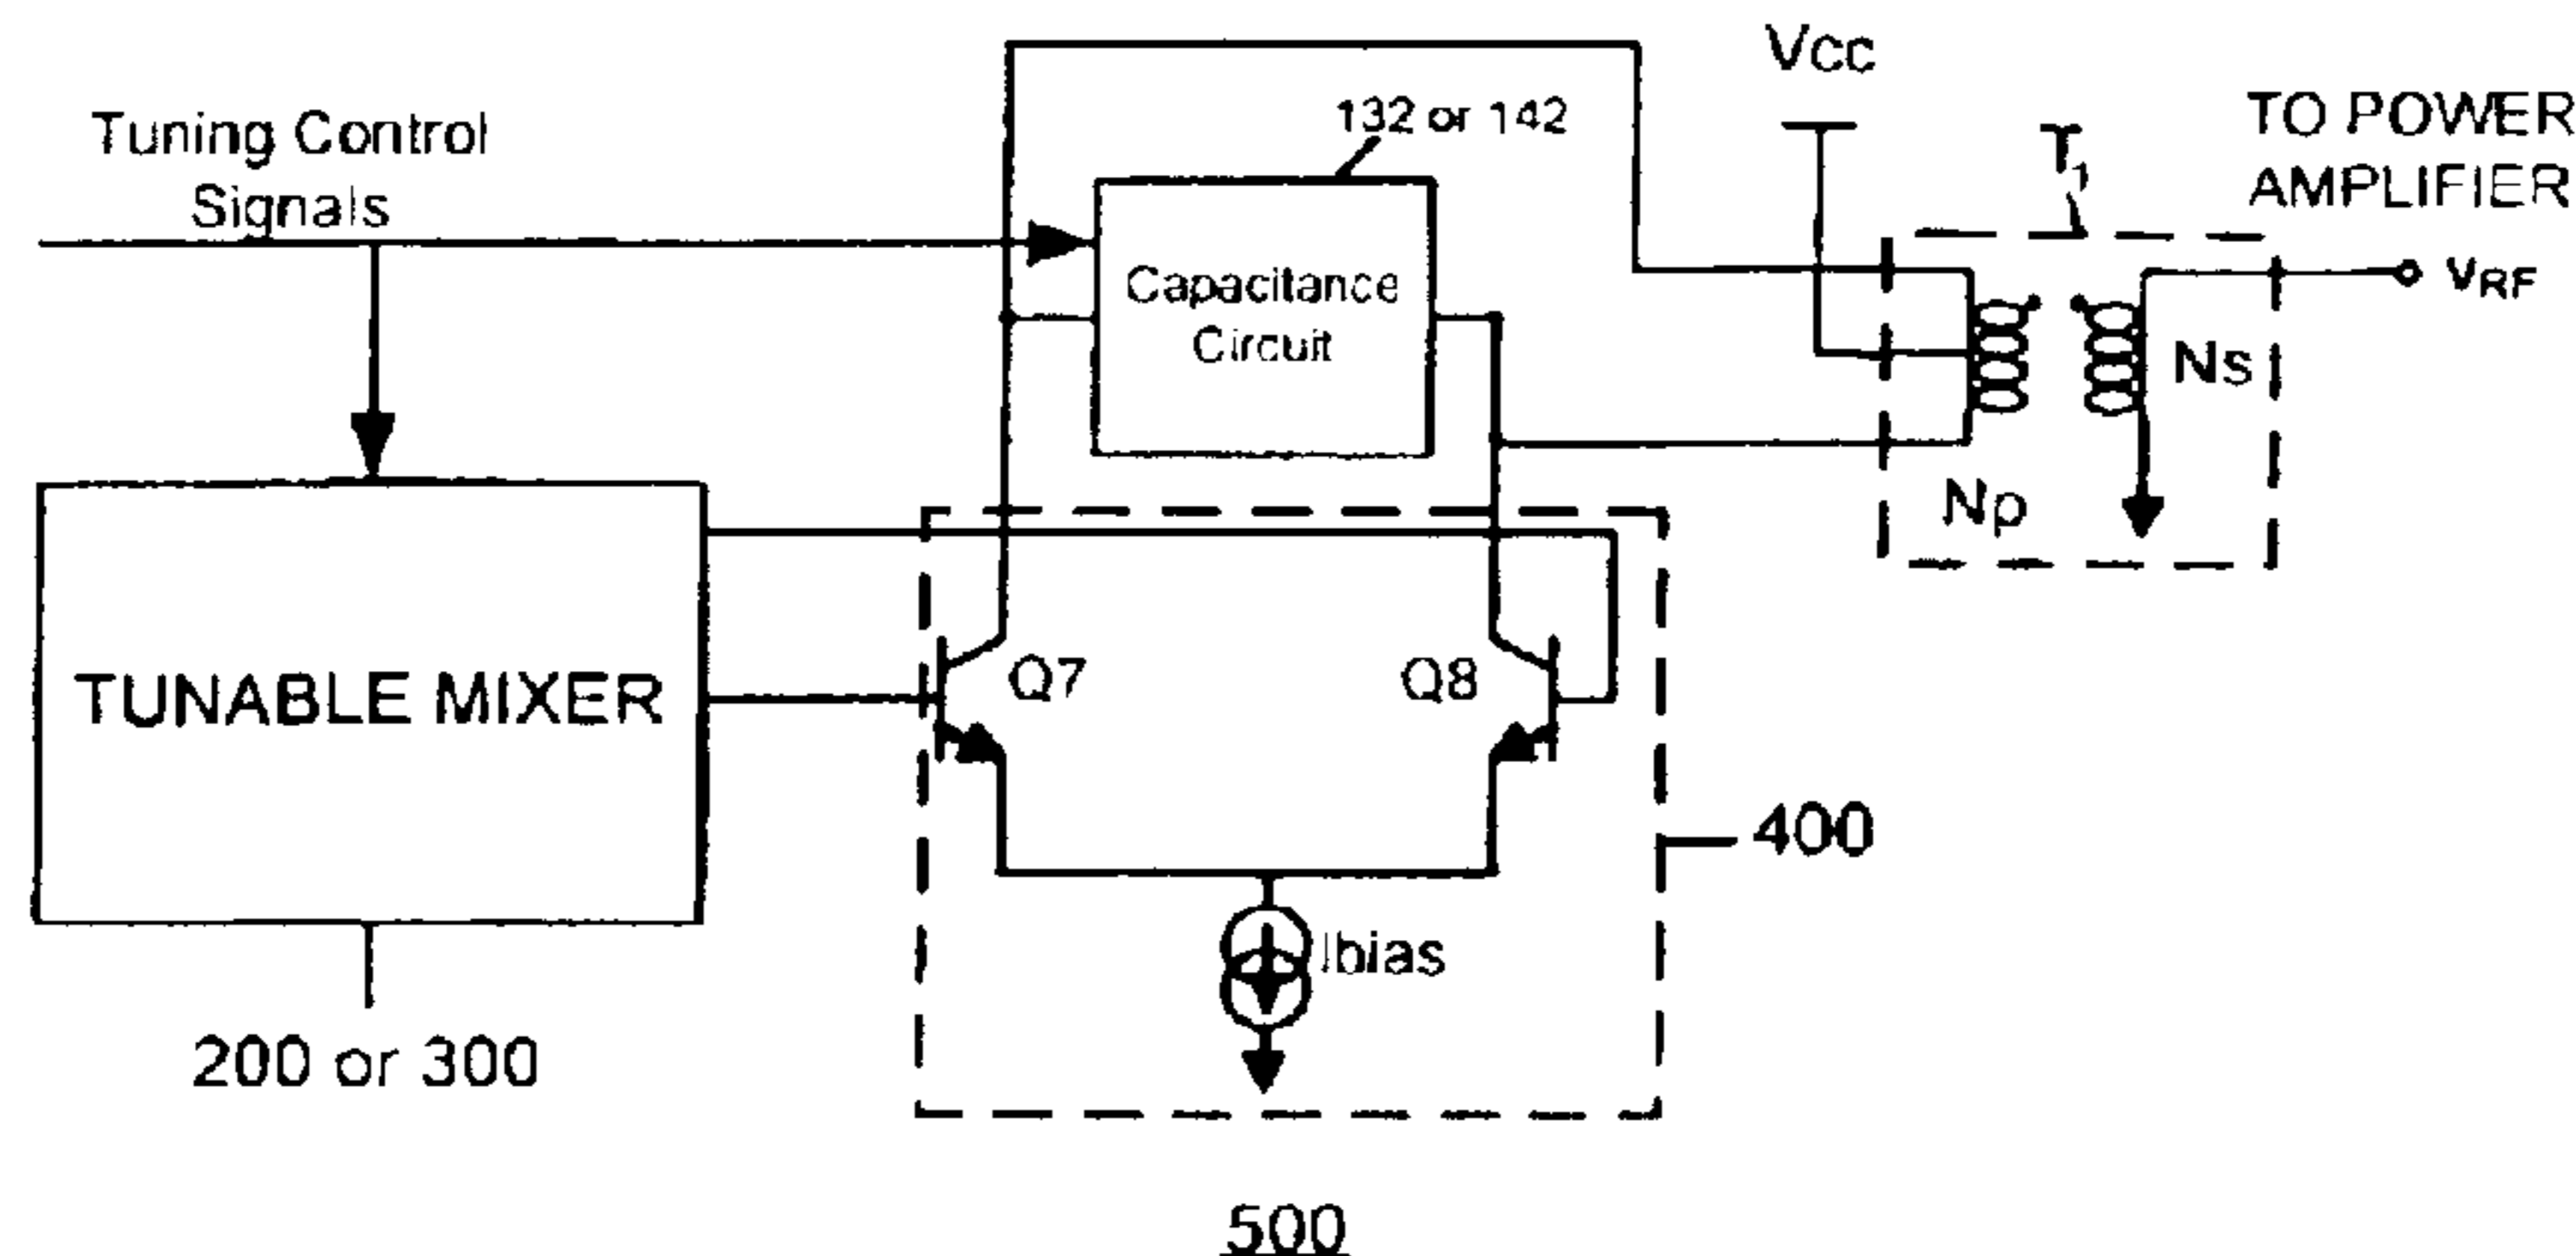 Tuning Control
Signals
132 or 142
Vcc
T1
TO POWER
AMPLIFIER
Capacitance
Circuit
VRF
Ns
Np
TUNABLE MIXER
Q7
Q8
400
Ibias
200 or 300
500